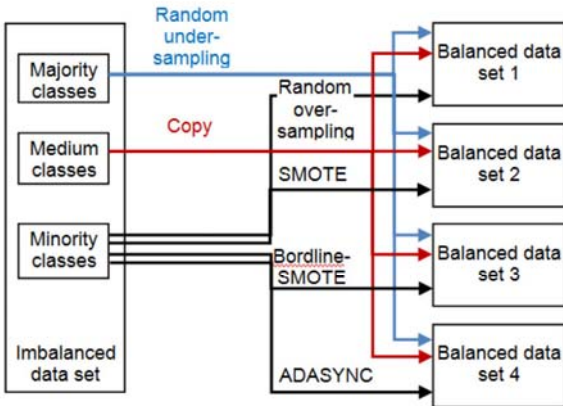 Random
under-
sampling
Majority
classes
Balanced data
set 1
Random
over-
sampling
Copy
Medium
classes
Balanced data
set 2
SMOTE
Minority
classes
Bordline-
SMOTE
Balanced data
set 3
Imbalanced
data set
ADASYNC
Balanced data
set 4